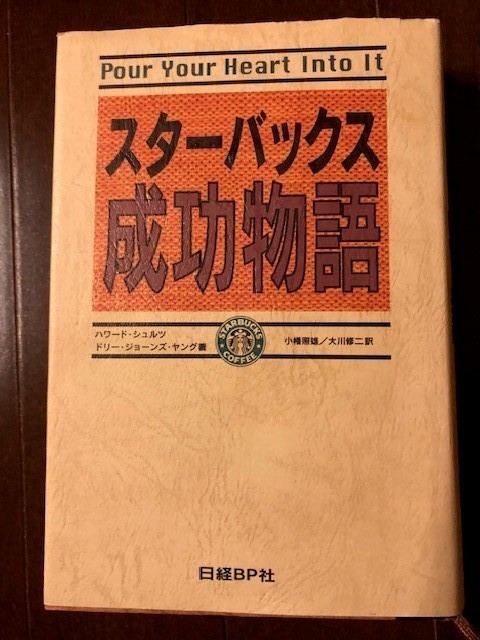 Pour Your Heart Into It
スターバックス
成功物語
ハワード・シュルツ
ドリー・ジョーンズ・ヤング著
STARBUCKS
COFFEE
小幡照雄／大川修二訳
日経BP社